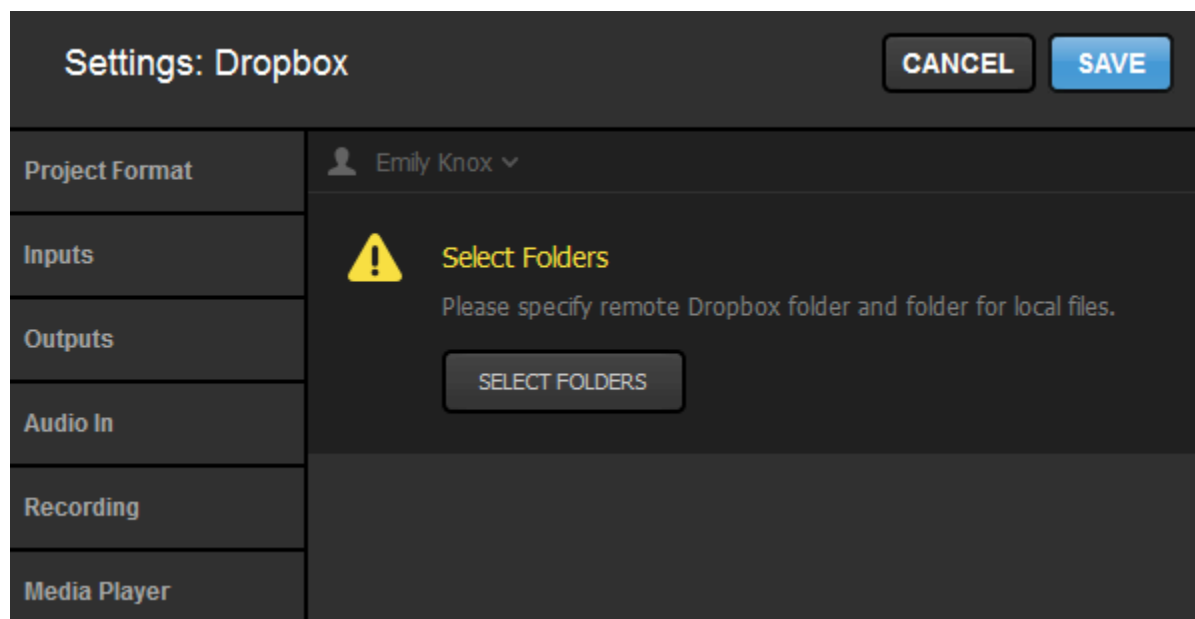 Settings: Dropbox
CANCEL
SAVE
Project Format
Emily Knox
Inputs
Select Folders
Please specify remote Dropbox folder and folder for local files.
Outputs
SELECT FOLDERS
Audio In
Recording
Media Player